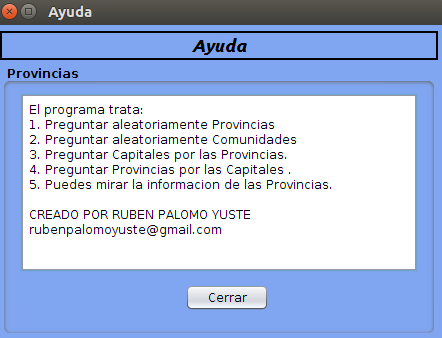 Ayuda
Ayuda
Provincias
El programa trata:
1. Preguntar aleatoriamente Provincias
2. Preguntar aleatoriamente Comunidades
3. Preguntar Capitales por las Provincias.
4. Preguntar Provincias por las Capitales .
5. Puedes mirar la informacion de las Provincias.
CREADO POR RUBEN PALOMO YUSTE
rubenpalomoyuste@gmail.com
Cerrar